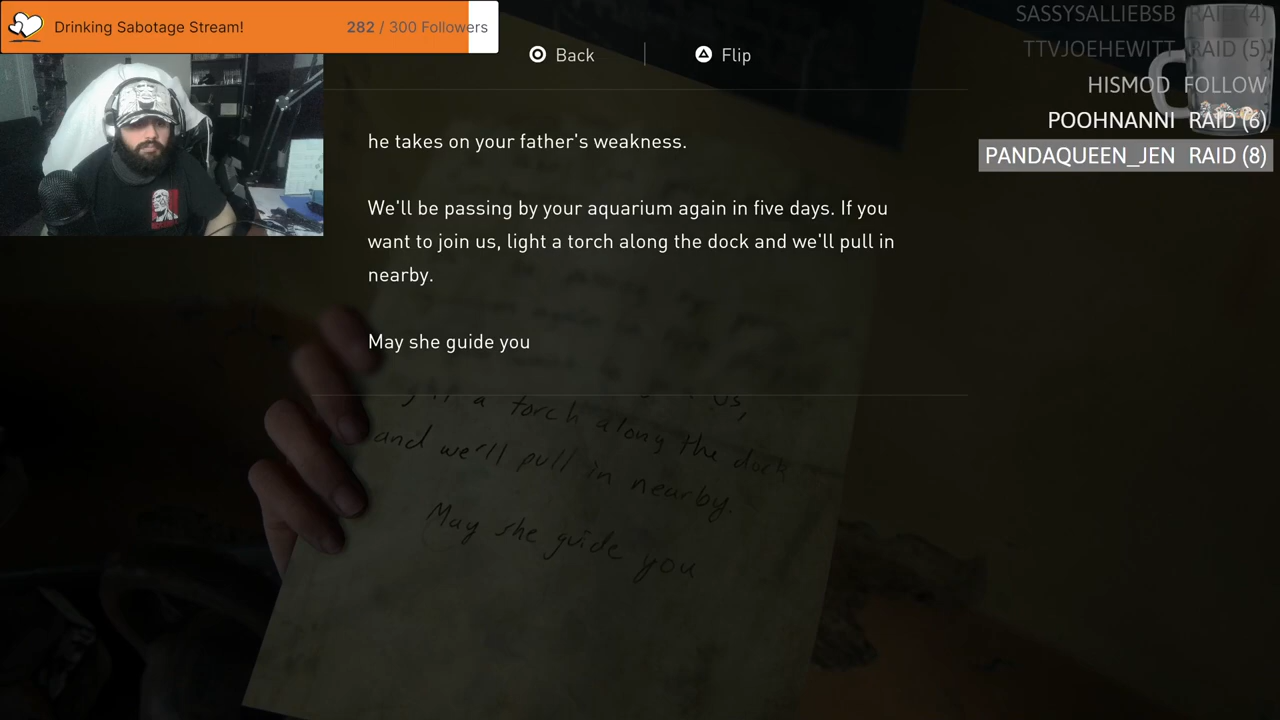 Drinking Sabotage Stream! 282 / 300 Followers
Back
Flip
SASSYSALLIEBSB RAID (4)
TTVJOEHEWITT RAID (5)
HISMOD FOLLOW
POOHNANNI RAID (6)
PANDAQUEEN_JEN RAID (8)
he takes on your father's weakness.
We'll be passing by your aquarium again in five days. If you
want to join us, light a torch along the dock and we'll pull in
nearby.
May she guide you
us,
a torch along the dock
and we'll pull in nearby.
May she guide you